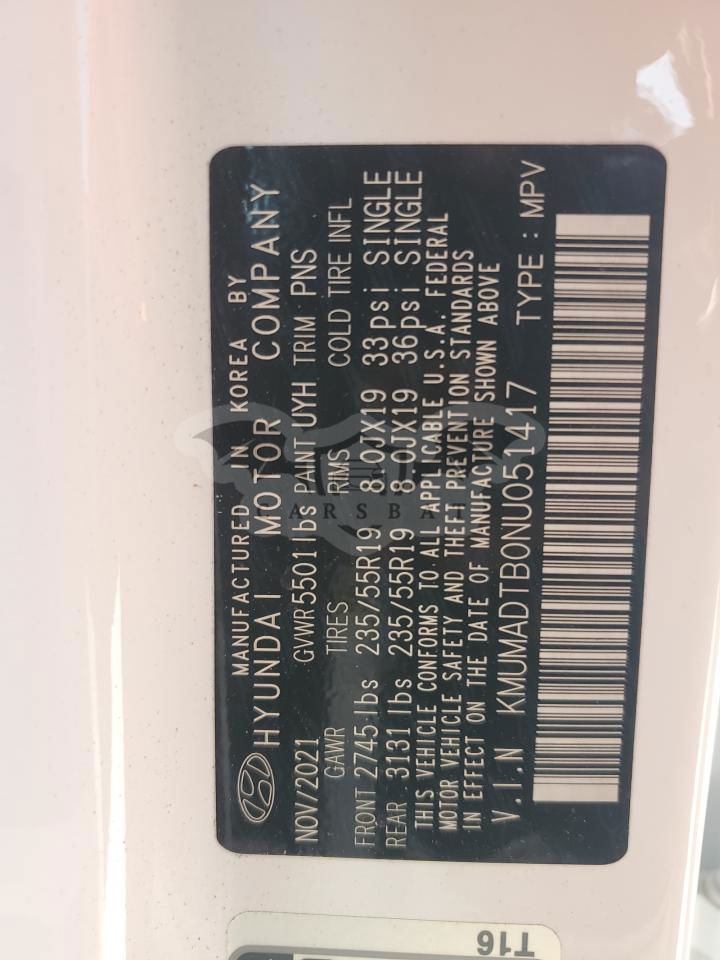 MANUFACTURED IN KOREA BY
HYUNDAI MOTOR COMPANY
NOV/2021 GVWR 5501 lbs PAINT UYH TRIM PNS
GAWR TIRES RIMS COLD TIRE INFL
FRONT 2745 lbs 235/55R19 8.0JX19 33psi SINGLE
REAR 3131 lbs 235/55R19 8.0JX19 36psi SINGLE
THIS VEHICLE CONFORMS TO ALL APPLICABLE U.S.A. FEDERAL
MOTOR VEHICLE SAFETY AND THEFT PREVENTION STANDARDS
IN EFFECT ON THE DATE OF MANUFACTURE SHOWN ABOVE
V.I.N KMUMADTB0NU051417 TYPE : MPV
T16
CARSBAT